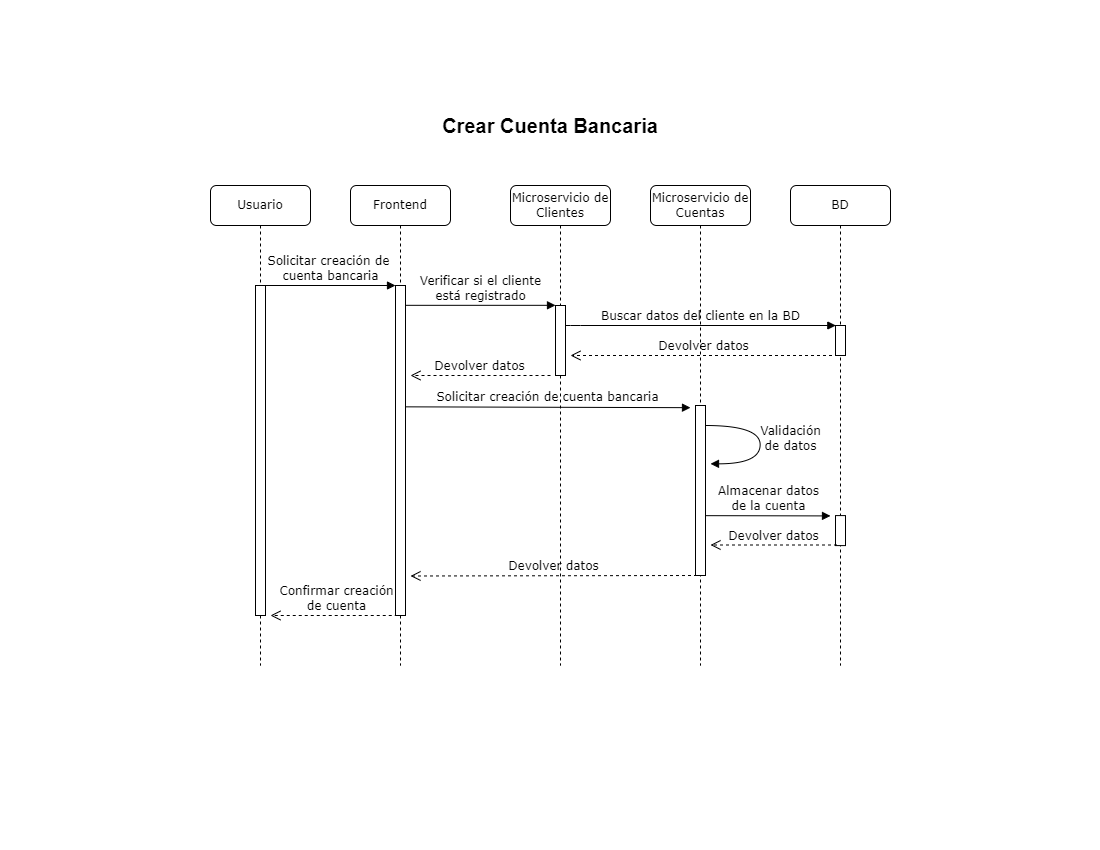 Crear Cuenta Bancaria
Usuario
Frontend
Microservicio de
Clientes
Microservicio de
Cuentas
BD
Solicitar creación de
cuenta bancaria
Verificar si el cliente
está registrado
Buscar datos del cliente en la BD
Devolver datos
Devolver datos
Solicitar creación de cuenta bancaria
Validación
de datos
Almacenar datos
de la cuenta
Devolver datos
Devolver datos
Confirmar creación
de cuenta